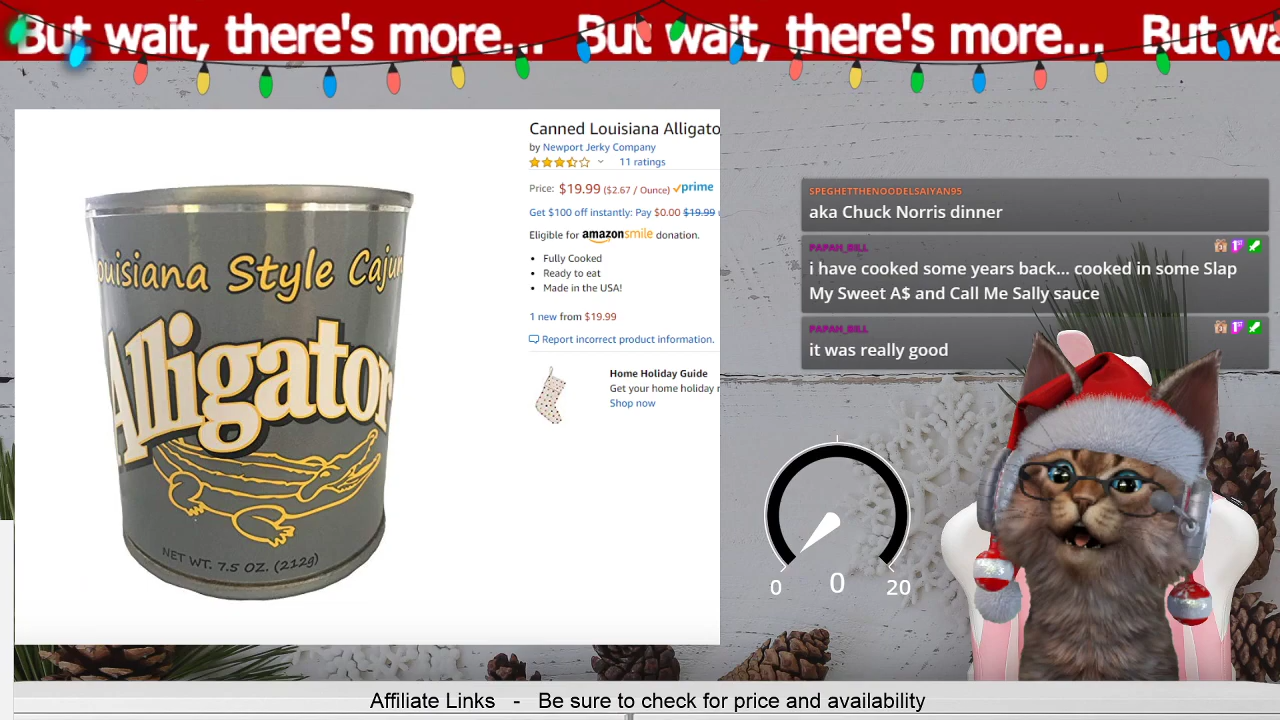 But wait, there's more... But wait, there's more... But wa
Canned Louisiana Alligato
by Newport Jerky Company
11 ratings
Price: $19.99 ($2.67 / Ounce) prime
Get $100 off instantly: Pay $0.00 $19.99
Eligible for amazonsmile donation.
Fully Cooked
Ready to eat
Made in the USA!
1 new from $19.99
Report incorrect product information.
Home Holiday Guide
Get your home holiday
Shop now
ouisiana Style Cajun
Alligator
NET WT. 7.5 OZ. (212g)
SPEGHETTHENOODELSAIYAN95
aka Chuck Norris dinner
PAPAH_BILL
i have cooked some years back... cooked in some Slap
My Sweet A$ and Call Me Sally sauce
PAPAH_BILL
it was really good
0 0 20
Affiliate Links - Be sure to check for price and availability